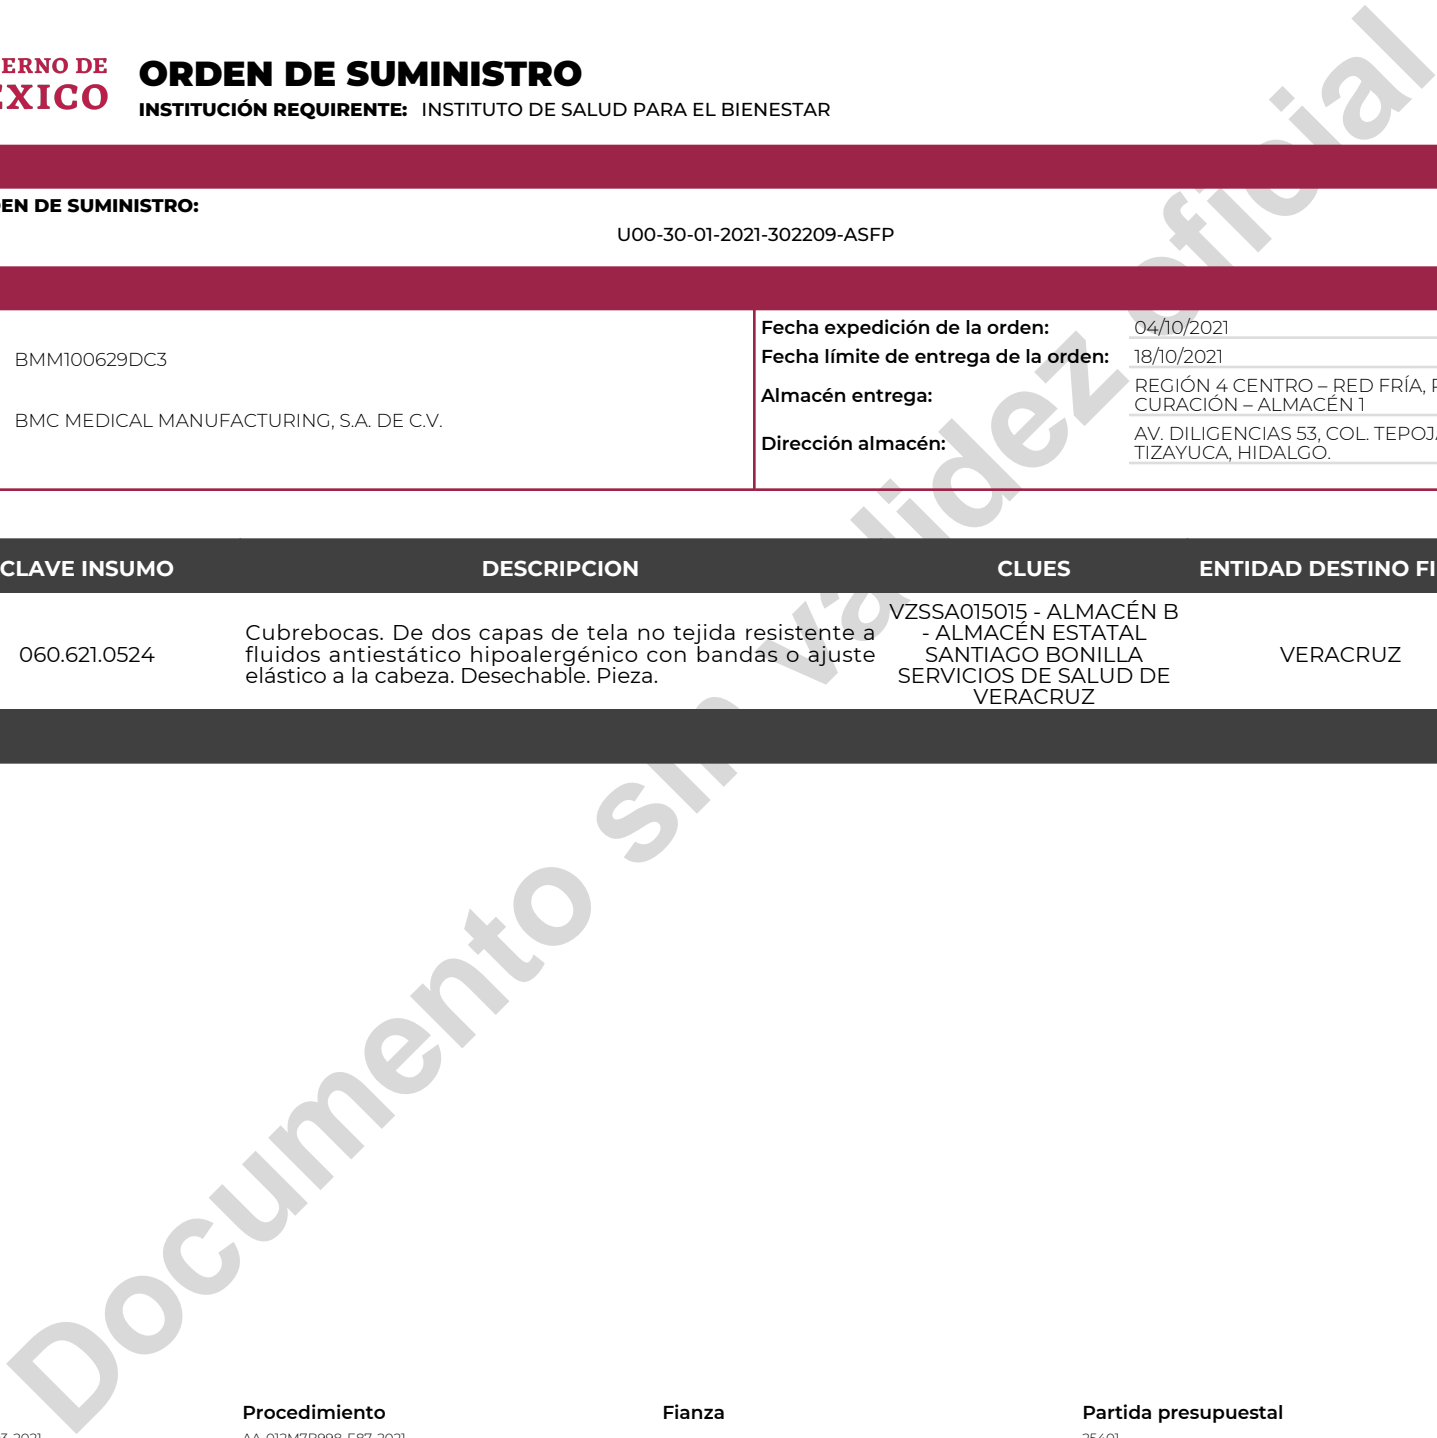 ERNO DE
EXICO
ORDEN DE SUMINISTRO
INSTITUCIÓN REQUIRENTE: INSTITUTO DE SALUD PARA EL BIENESTAR
EN DE SUMINISTRO:
U00-30-01-2021-302209-ASFP
BMM100629DC3
BMC MEDICAL MANUFACTURING, S.A. DE C.V.
Fecha expedición de la orden: 04/10/2021
Fecha límite de entrega de la orden: 18/10/2021
Almacén entrega:
REGIÓN 4 CENTRO – RED FRÍA,
CURACIÓN – ALMACÉN 1
Dirección almacén:
AV. DILIGENCIAS 53, COL. TEPOJ
TIZAYUCA, HIDALGO.
CLAVE INSUMO DESCRIPCION CLUES ENTIDAD DESTINO FI
060.621.0524
Cubrebocas. De dos capas de tela no tejida resistente a
fluidos antiestático hipoalergénico con bandas o ajuste
elástico a la cabeza. Desechable. Pieza.
VZSSA015015 - ALMACÉN B
- ALMACÉN ESTATAL
SANTIAGO BONILLA
SERVICIOS DE SALUD DE
VERACRUZ
VERACRUZ
Documento sin validez oficial
Procedimiento Fianza Partida presupuestal